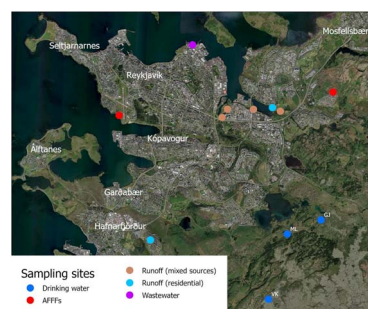 Mosfellsbær
Seltjarnarnes
Reykjavík
Kópavogur
Álftanes
Garðabær
Hafnarfjörður
GJ
ML
VK
Sampling sites
Drinking water
AFFFs
Runoff (mixed sources)
Runoff (residential)
Wastewater